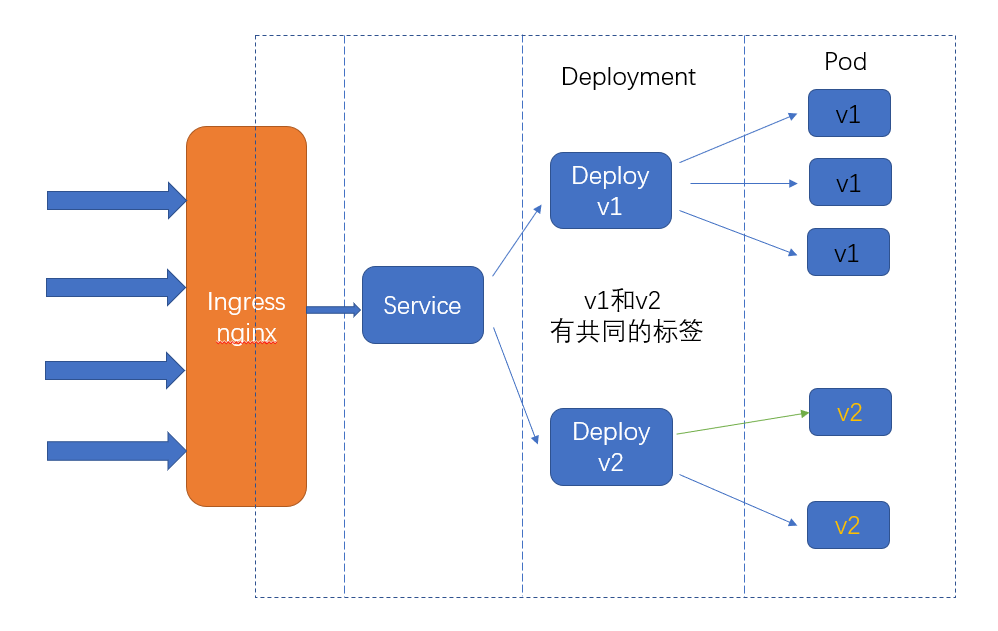 Ingress
nginx
Service
Deployment
Deploy
v1
v1和v2
有共同的标签
Deploy
v2
Pod
v1
v1
v1
v2
v2